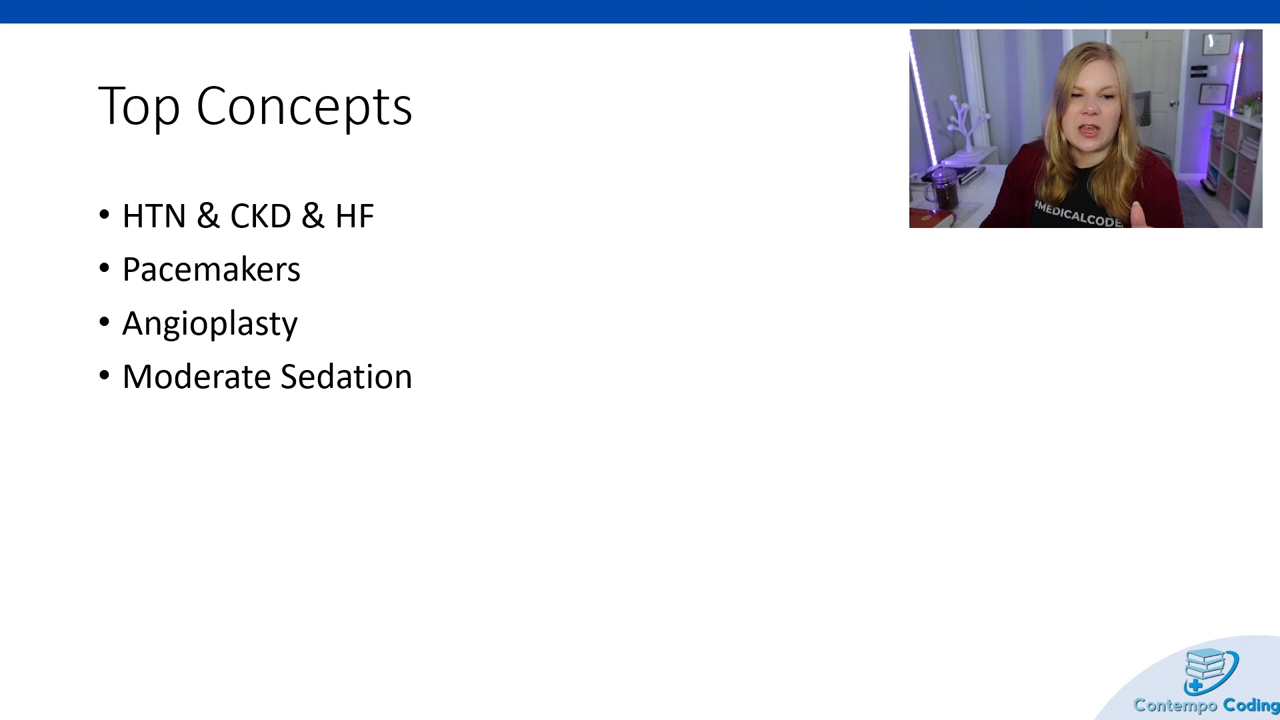 Top Concepts
• HTN & CKD & HF
• Pacemakers
• Angioplasty
• Moderate Sedation
#MEDICALCODE
Contempo Coding